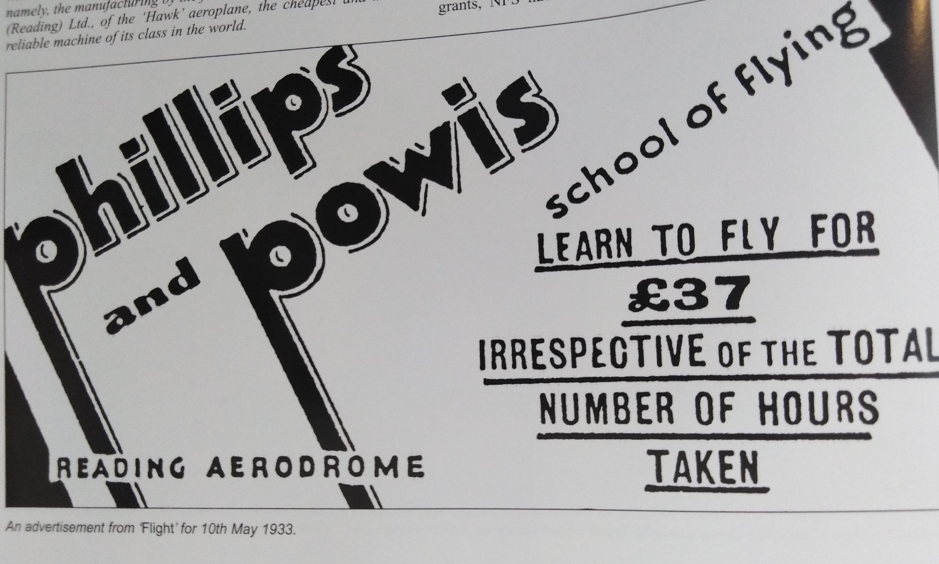 namely, the manufacturing
(Reading) Ltd., of the 'Hawk' aeroplane, the cheapest and
reliable machine of its class in the world.
grants,
phillips
and powis
school of Flying
LEARN TO FLY FOR
£37
IRRESPECTIVE OF THE TOTAL
NUMBER OF HOURS
TAKEN
READING AERODROME
An advertisement from 'Flight' for 10th May 1933.